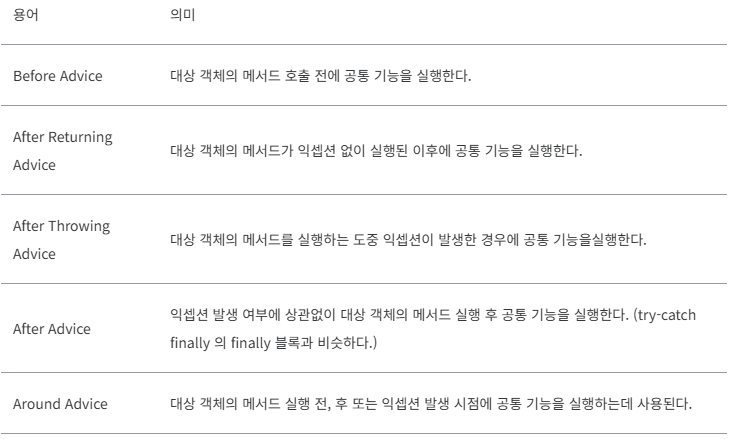 용어 의미
Before Advice 대상 객체의 메서드 호출 전에 공통 기능을 실행한다.
After Returning
Advice
대상 객체의 메서드가 익셉션 없이 실행된 이후에 공통 기능을 실행한다.
After Throwing
Advice
대상 객체의 메서드를 실행하는 도중 익셉션이 발생한 경우에 공통 기능을실행한다.
After Advice
익셉션 발생 여부에 상관없이 대상 객체의 메서드 실행 후 공통 기능을 실행한다. (try-catch
finally 의 finally 블록과 비슷하다.)
Around Advice 대상 객체의 메서드 실행 전, 후 또는 익셉션 발생 시점에 공통 기능을 실행하는데 사용된다.